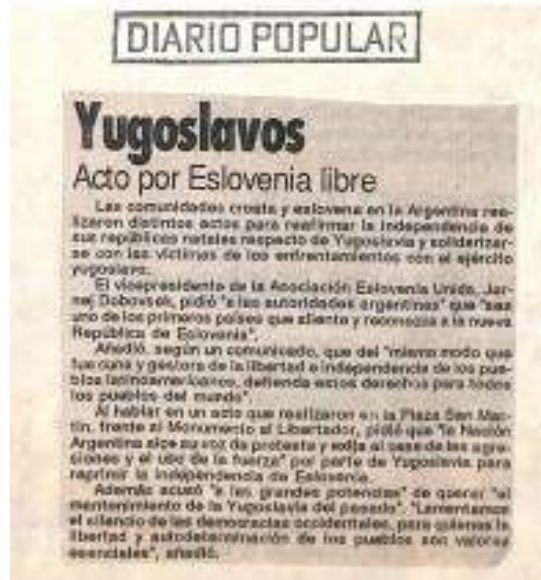 DIARIO POPULAR
Yugoslavos
Acto por Eslovenia libre
Las comunidades croata y eslovena en la Argentina rea-
lizaron distintos actos para reafirmar la independencia de
sus repúblicas natales respecto de Yugoslavia y solidarizar-
se con las víctimas de los enfrentamientos con el ejército
yugoslavo.
El vicepresidente de la Asociación Eslovenia Unida, Jer-
nej Dobovsek, pidió "a las autoridades argentinas" que "sea
uno de los primeros países que aliente y reconozca a la nueva
República de Eslovenia".
Añadió, según un comunicado, que del "mismo modo que
fue cuna y gestora de la libertad e independencia de los pue-
blos latinoamericanos, defienda estos derechos para todos
los pueblos del mundo".
Al hablar en un acto que realizaron en la Plaza San Mar-
tín, frente al Monumento al Libertador, pidió que "la Nación
Argentina alce su voz de protesta y exija el cese de las agre-
siones y el uso de la fuerza" por parte de Yugoslavia para
reprimir la independencia de Eslovenia.
Además acusó "a las grandes potencias" de querer "el
mantenimiento de la Yugoslavia del pasado". "Lamentamos
el silencio de las democracias occidentales, para quienes la
libertad y autodeterminación de los pueblos son valores
esenciales", añadió.